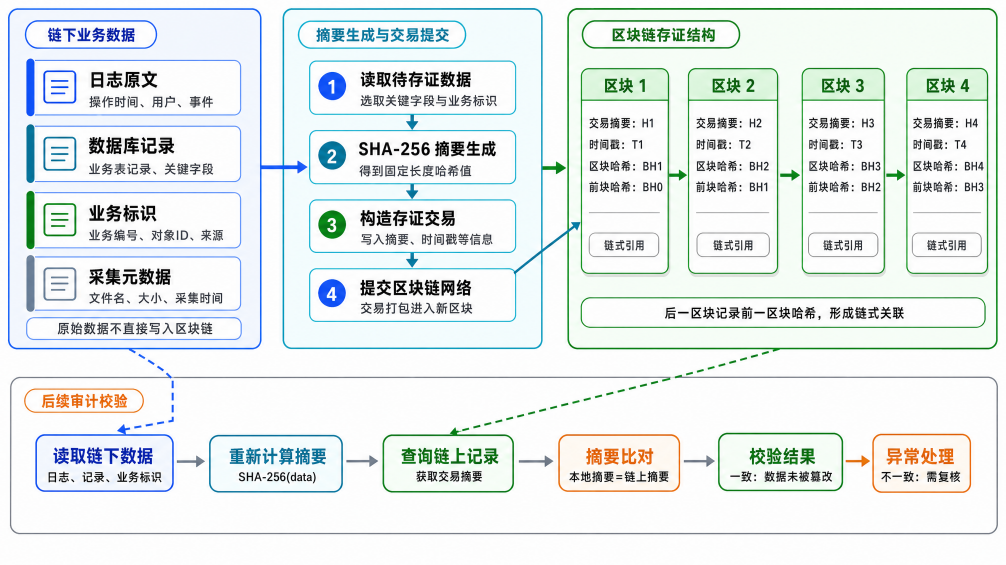 链下业务数据
日志原文
操作时间、用户、事件
数据库记录
业务表记录、关键字段
业务标识
业务编号、对象ID、来源
采集元数据
文件名、大小、采集时间
原始数据不直接写入区块链
摘要生成与交易提交
1
读取待存证数据
选取关键字段与业务标识
2
SHA-256 摘要生成
得到固定长度哈希值
3
构造存证交易
写入摘要、时间戳等信息
4
提交区块链网络
交易打包进入新区块
区块链存证结构
区块 1
交易摘要：H1
时间戳：T1
区块哈希：BH1
前块哈希：BH0
链式引用
区块 2
交易摘要：H2
时间戳：T2
区块哈希：BH2
前块哈希：BH1
链式引用
区块 3
交易摘要：H3
时间戳：T3
区块哈希：BH3
前块哈希：BH2
链式引用
区块 4
交易摘要：H4
时间戳：T4
区块哈希：BH4
前块哈希：BH3
链式引用
后一区块记录前一区块哈希，形成链式关联
后续审计校验
读取链下数据
日志、记录、业务标识
重新计算摘要
SHA-256(data)
查询链上记录
获取交易摘要
摘要比对
本地摘要=链上摘要
校验结果
一致：数据未被篡改
异常处理
不一致：需复核